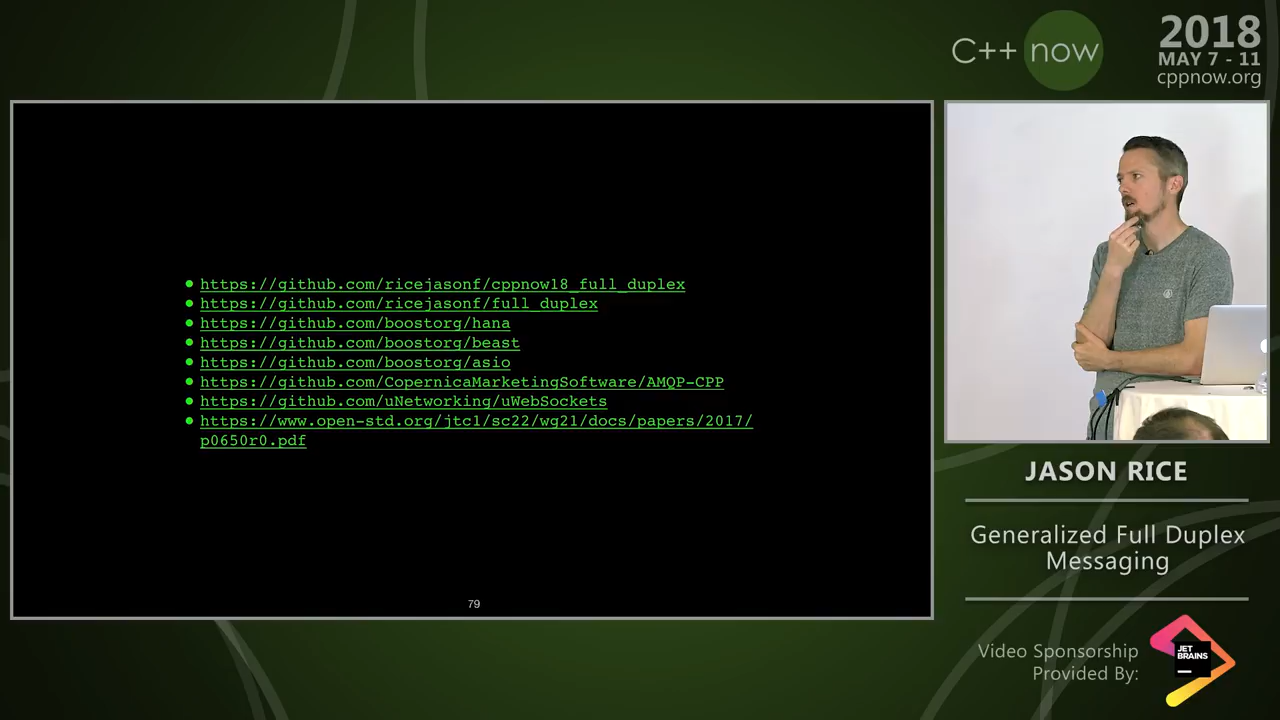 C++ now
2018
MAY 7 - 11
cppnow.org
https://github.com/ricejasonf/cppnow18_full_duplex
https://github.com/ricejasonf/full_duplex
https://github.com/boostorg/hana
https://github.com/boostorg/beast
https://github.com/boostorg/asio
https://github.com/CopernicaMarketingSoftware/AMQP-CPP
https://github.com/uNetworking/uWebSockets
https://www.open-std.org/jtc1/sc22/wg21/docs/papers/2017/
p0650r0.pdf
79
JASON RICE
Generalized Full Duplex
Messaging
Video Sponsorship
Provided By:
JET
BRAINS